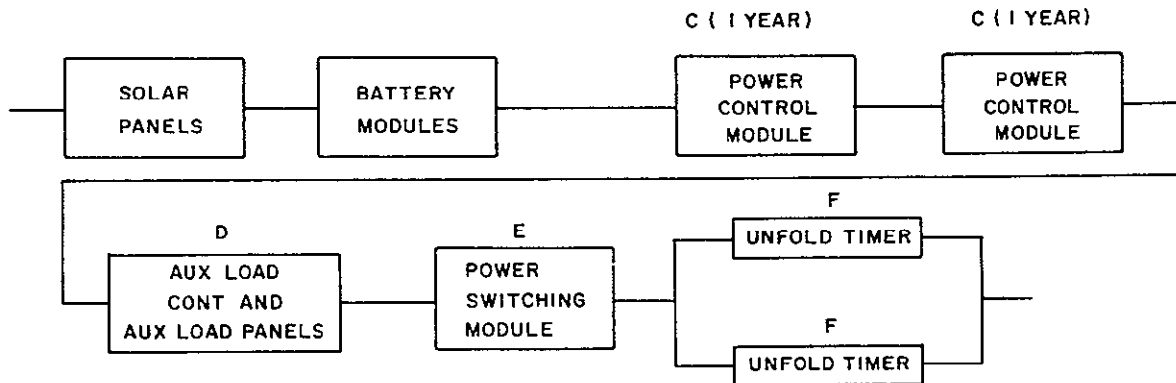 C ( 1 YEAR)
C ( 1 YEAR)
SOLAR
PANELS
BATTERY
MODULES
POWER
CONTROL
MODULE
POWER
CONTROL
MODULE
D
E
F
AUX LOAD
CONT AND
AUX LOAD PANELS
POWER
SWITCHING
MODULE
UNFOLD TIMER
F
UNFOLD TIMER